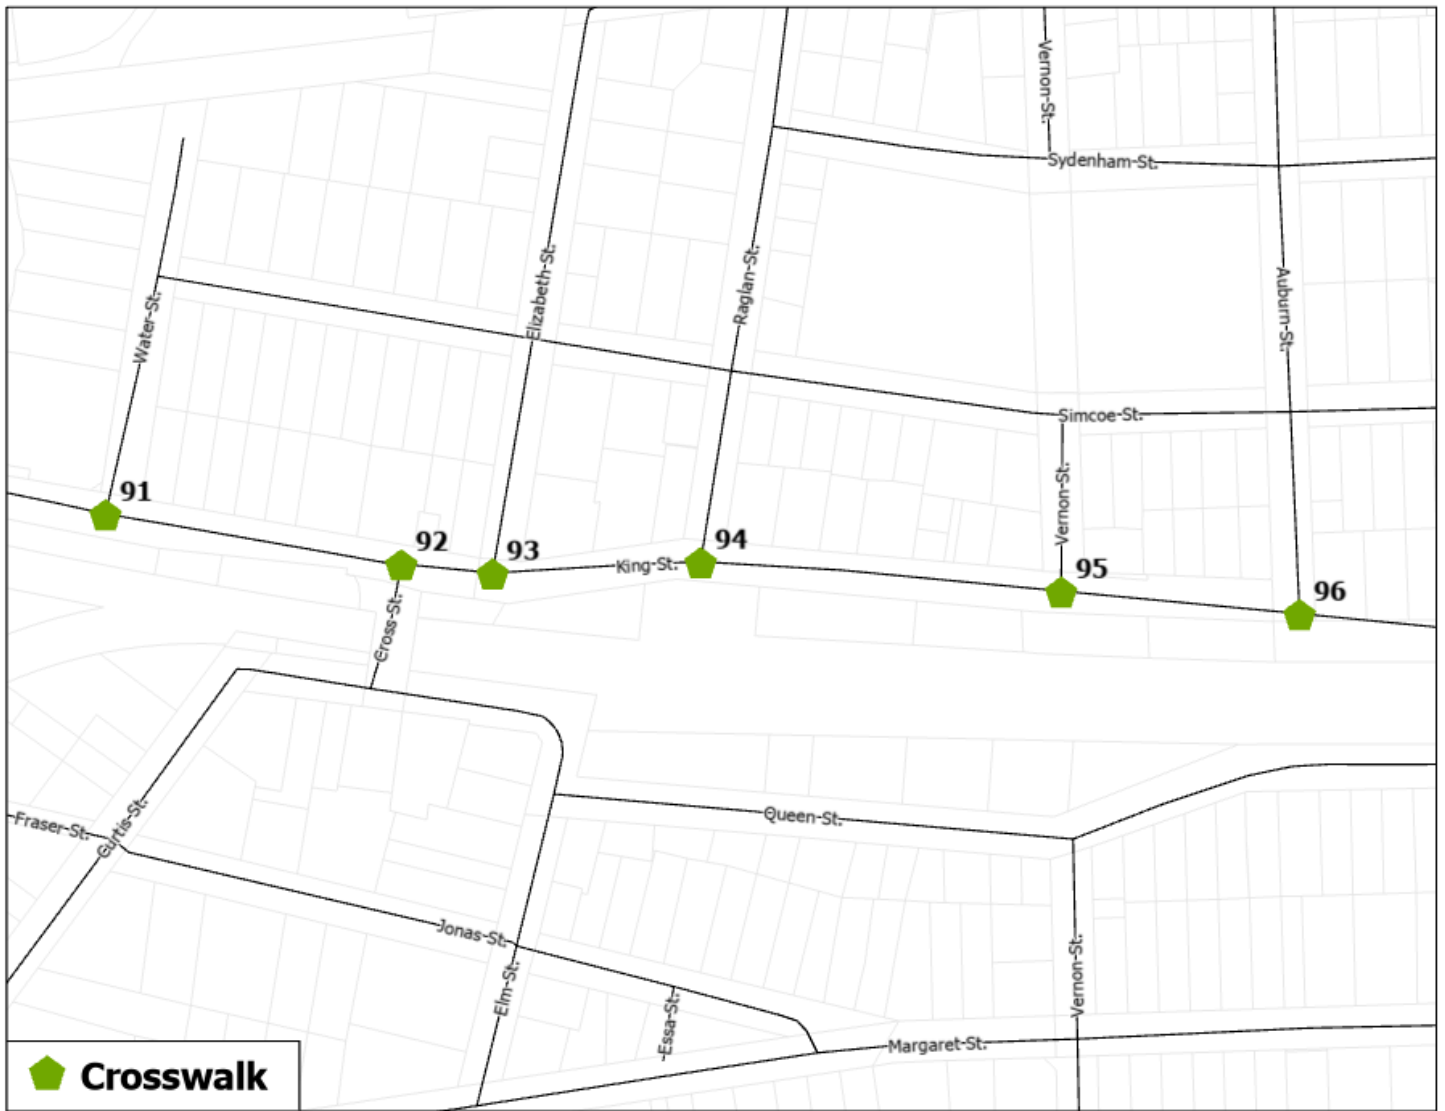 Vernon-St.
Sydenham-St.
Elizabeth-St.
Raglan-St.
Auburn-St.
Water-St.
Simcoe-St.
Vernon-St.
91
92
93
94
95
96
King-St.
Cross-St.
Fraser-St.
Curtis-St.
Queen-St.
Jonas-St.
Elm-St.
Essa-St.
Vernon-St.
Margaret-St.
Crosswalk